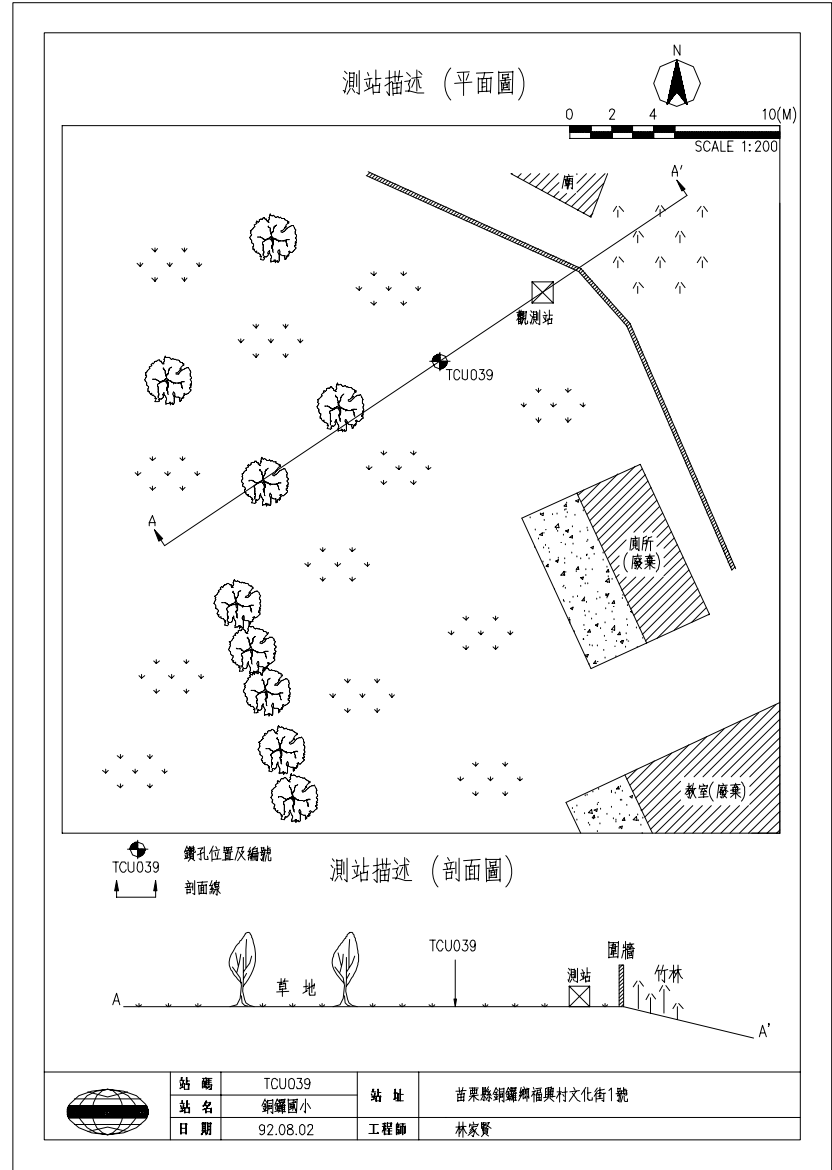 測站描述 (平面圖)
N
0 2 4 10(M)
SCALE 1:200
廟
A'
觀測站
TCU039
A
廁所
(廢棄)
教室(廢棄)
TCU039 鑽孔位置及編號
剖面線
測站描述 (剖面圖)
TCU039
圍牆
測站
竹林
草地
A
A'
站碼 TCU039 站址 苗栗縣銅鑼鄉福興村文化街1號
站名 銅鑼國小
日期 92.08.02 工程師 林家賢